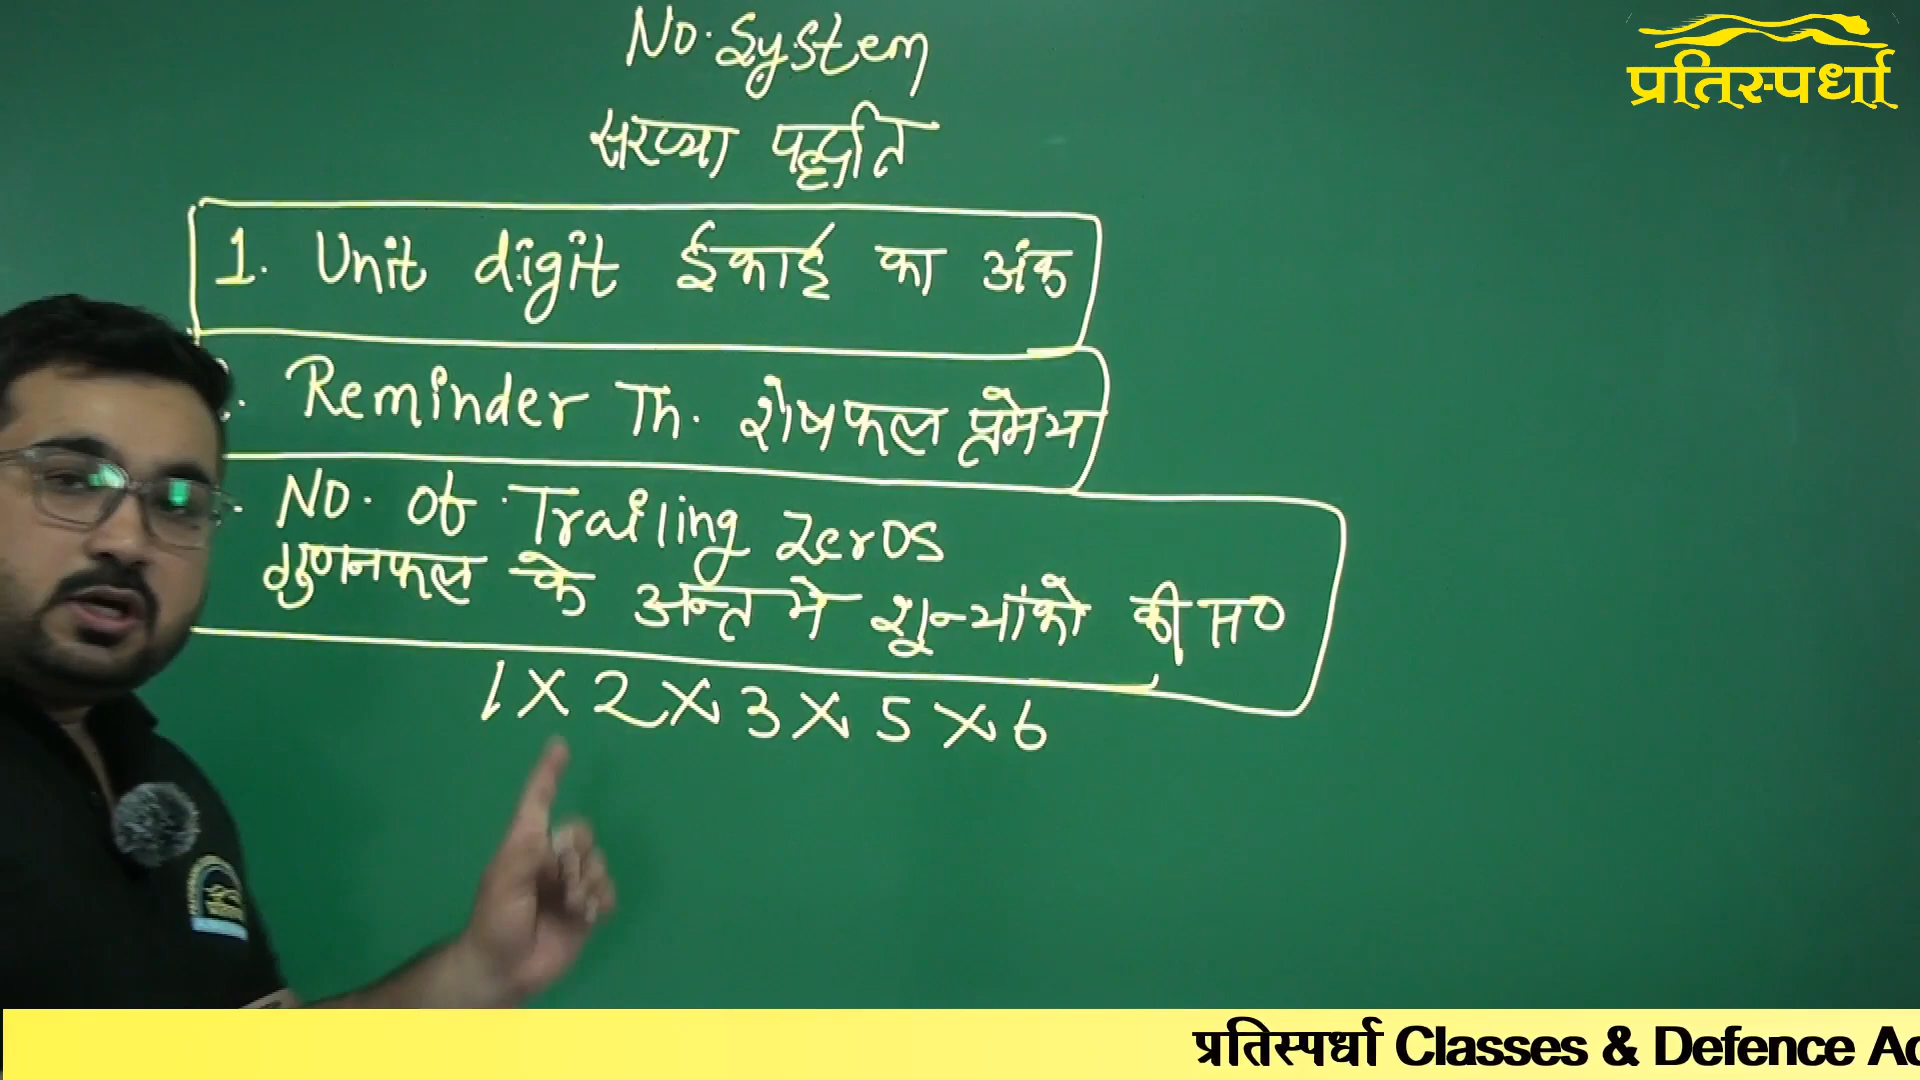 No. System
संख्या पद्धति
प्रतिस्पर्धा
1. Unit digit ईकाई का अंक
. Reminder Th. शेषफल प्रमेय
. No. of Trailing zeros
गुणनफल के अन्त मे शून्यांको की स०
1 X 2 X 3 X 5 X 6
प्रतिस्पर्धा Classes & Defence Ac